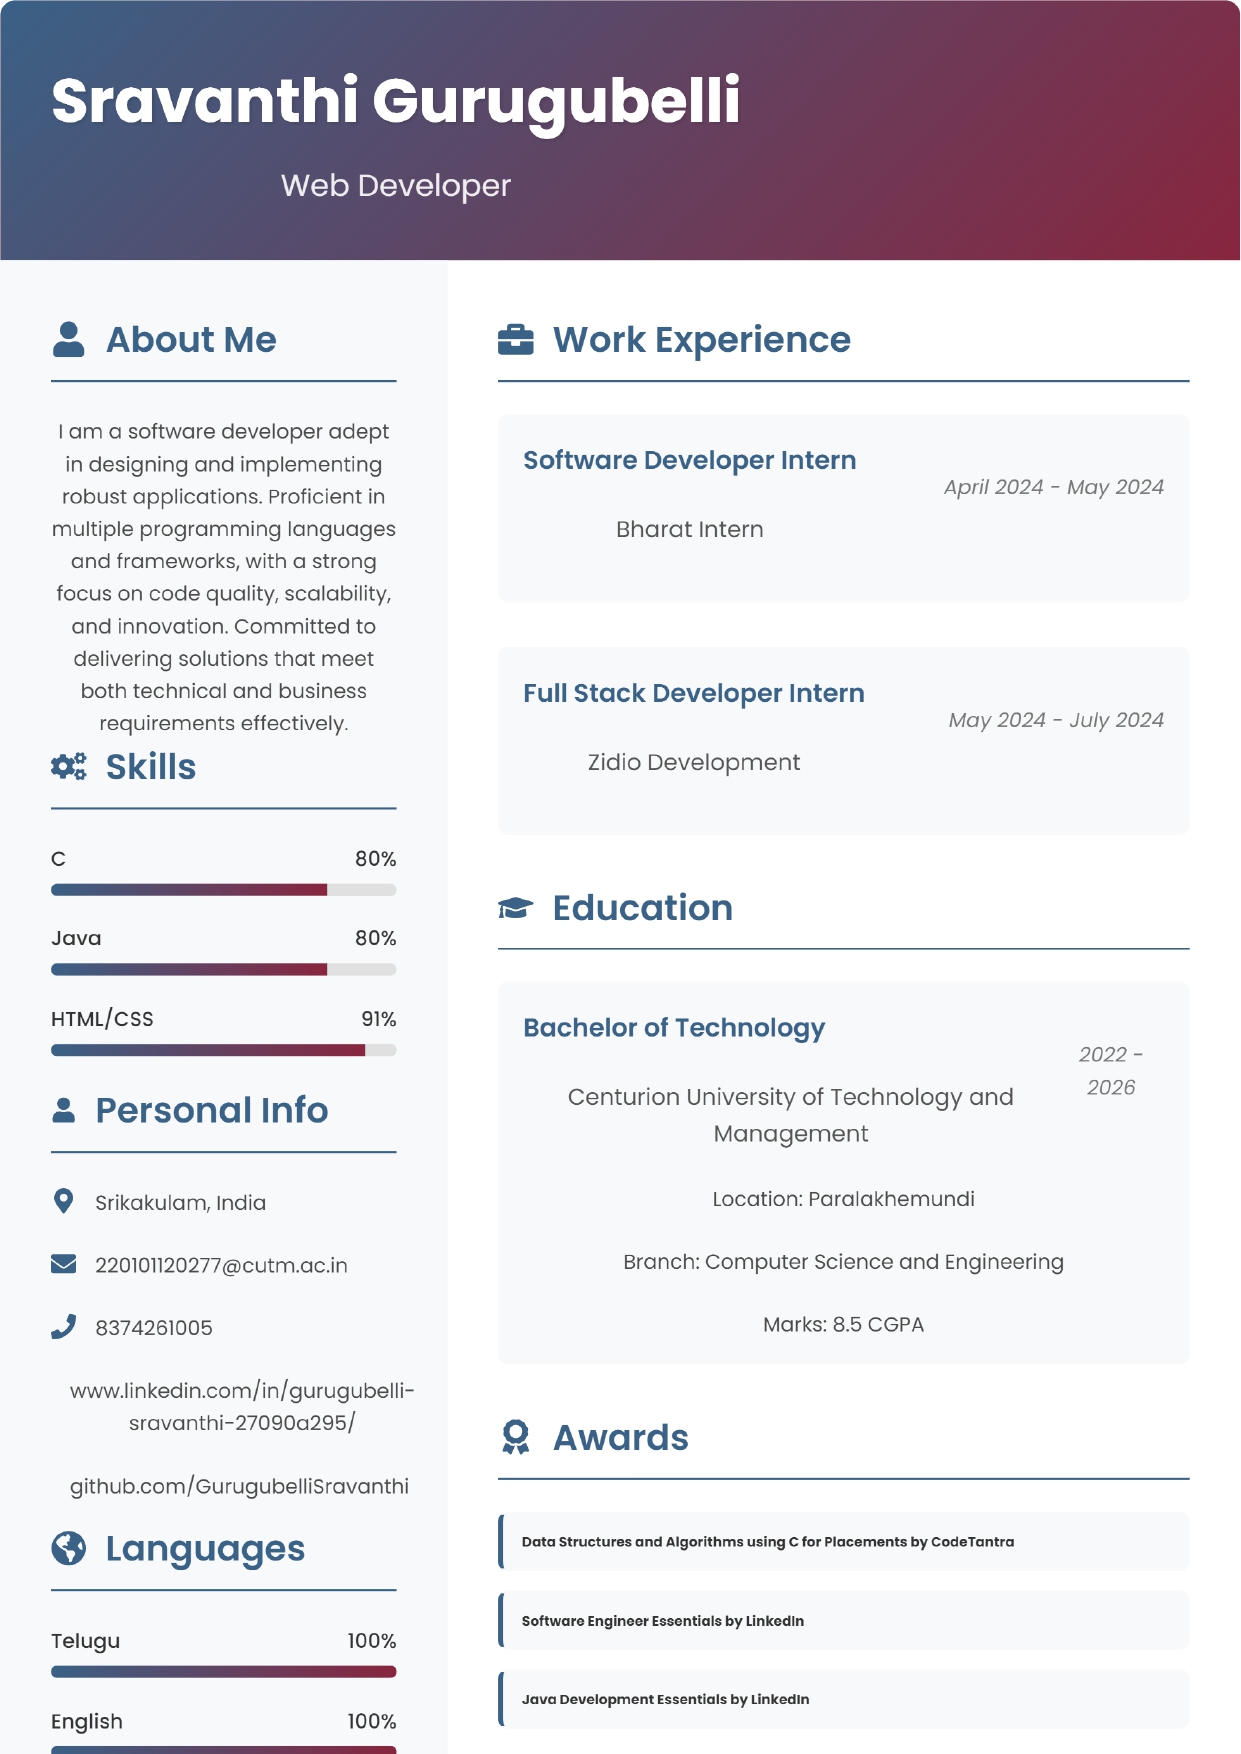 Sravanthi Gurugubelli
Web Developer
About Me
I am a software developer adept
in designing and implementing
robust applications. Proficient in
multiple programming languages
and frameworks, with a strong
focus on code quality, scalability,
and innovation. Committed to
delivering solutions that meet
both technical and business
requirements effectively.
Skills
C 80%
Java 80%
HTML/CSS 91%
Personal Info
Srikakulam, India
220101120277@cutm.ac.in
8374261005
www.linkedin.com/in/gurugubelli-
sravanthi-27090a295/
github.com/GurugubelliSravanthi
Languages
Telugu 100%
English 100%
Work Experience
Software Developer Intern
April 2024 - May 2024
Bharat Intern
Full Stack Developer Intern
May 2024 - July 2024
Zidio Development
Education
Bachelor of Technology
2022 -
2026
Centurion University of Technology and
Management
Location: Paralakhemundi
Branch: Computer Science and Engineering
Marks: 8.5 CGPA
Awards
Data Structures and Algorithms using C for Placements by CodeTantra
Software Engineer Essentials by LinkedIn
Java Development Essentials by LinkedIn